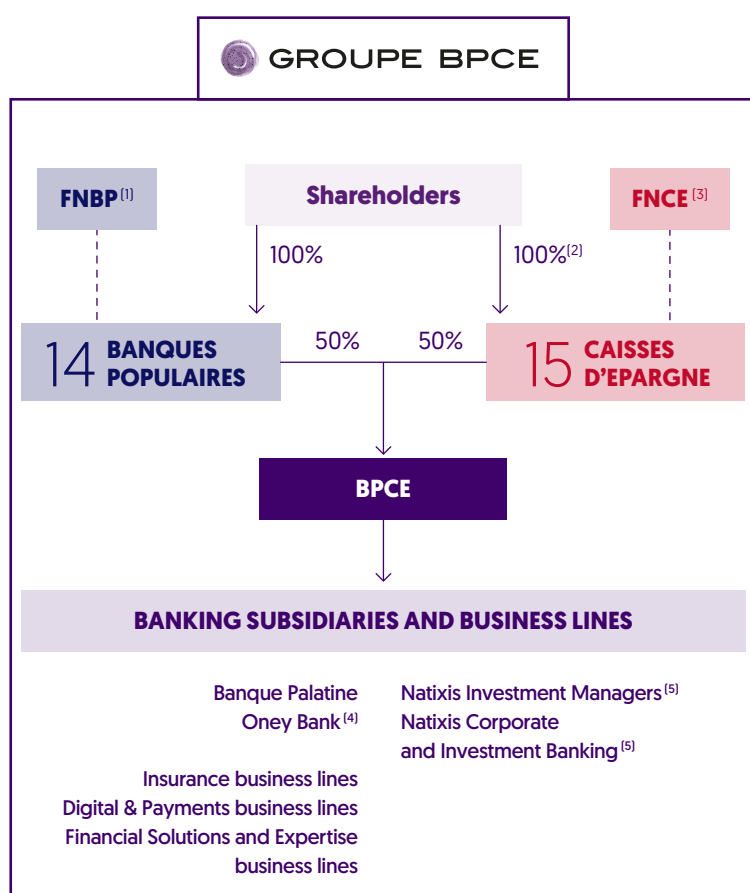 GROUPE BPCE
FNBP (1)
Shareholders
FNCE (3)
100%
100%(2)
14 BANQUES
POPULAIRES
50%
50%
15 CAISSES
D'EPARGNE
BPCE
BANKING SUBSIDIARIES AND BUSINESS LINES
Banque Palatine
Oney Bank (4)
Insurance business lines
Digital & Payments business lines
Financial Solutions and Expertise
business lines
Natixis Investment Managers (5)
Natixis Corporate
and Investment Banking (5)